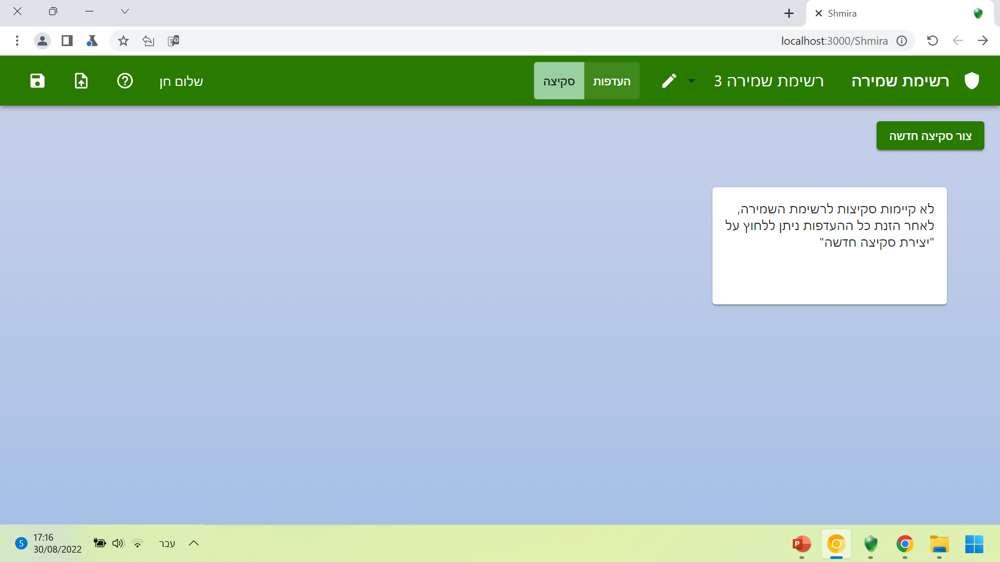 Shmira
localhost:3000/Shmira
רשימת שמירה
רשימת שמירה 3
העדפות
סקיצה
שלום חן
צור סקיצה חדשה
לא קיימות סקיצות לרשימת השמירה,
לאחר הזנת כל ההעדפות ניתן ללחוץ על
"יצירת סקיצה חדשה"
P
עבר
17:16
30/08/2022
5